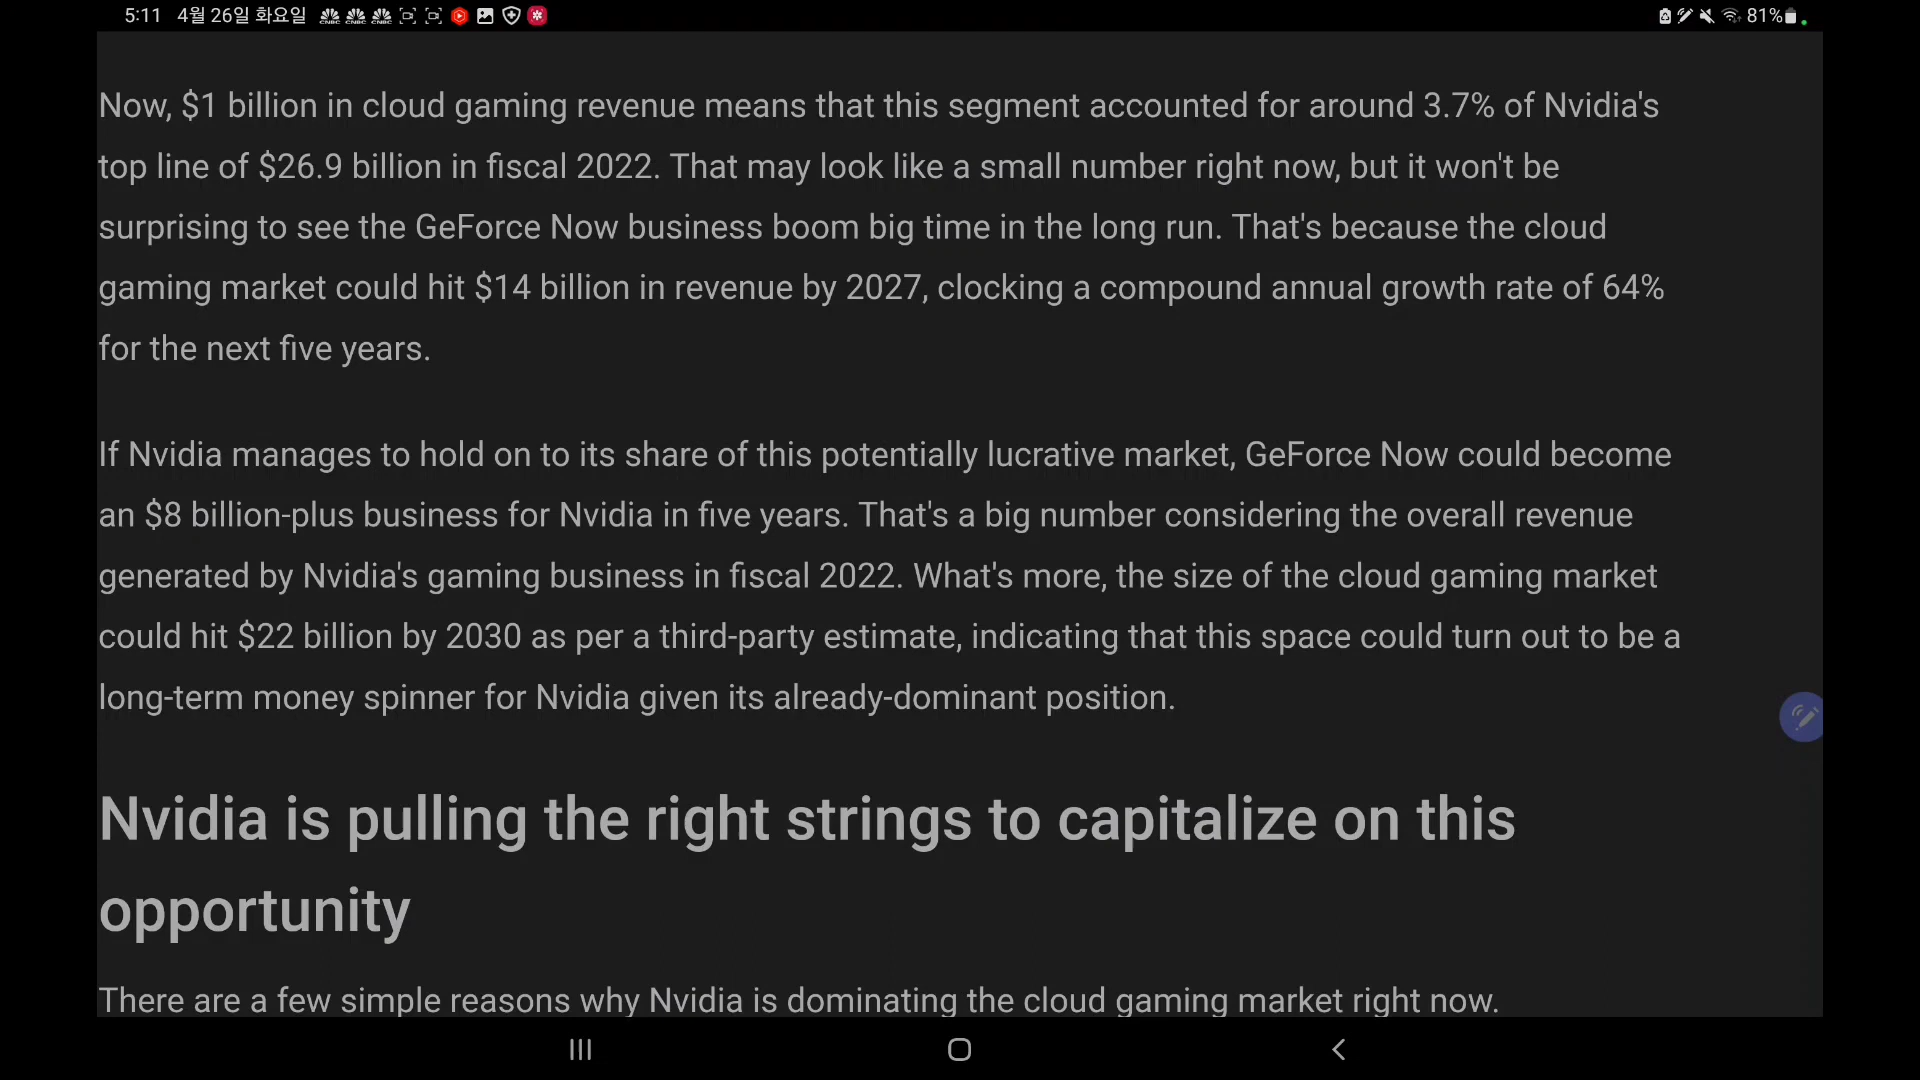 5:11 4월 26일 화요일 81%
Now, $1 billion in cloud gaming revenue means that this segment accounted for around 3.7% of Nvidia's
top line of $26.9 billion in fiscal 2022. That may look like a small number right now, but it won't be
surprising to see the GeForce Now business boom big time in the long run. That's because the cloud
gaming market could hit $14 billion in revenue by 2027, clocking a compound annual growth rate of 64%
for the next five years.
If Nvidia manages to hold on to its share of this potentially lucrative market, GeForce Now could become
an $8 billion-plus business for Nvidia in five years. That's a big number considering the overall revenue
generated by Nvidia's gaming business in fiscal 2022. What's more, the size of the cloud gaming market
could hit $22 billion by 2030 as per a third-party estimate, indicating that this space could turn out to be a
long-term money spinner for Nvidia given its already-dominant position.
Nvidia is pulling the right strings to capitalize on this
opportunity
There are a few simple reasons why Nvidia is dominating the cloud gaming market right now.